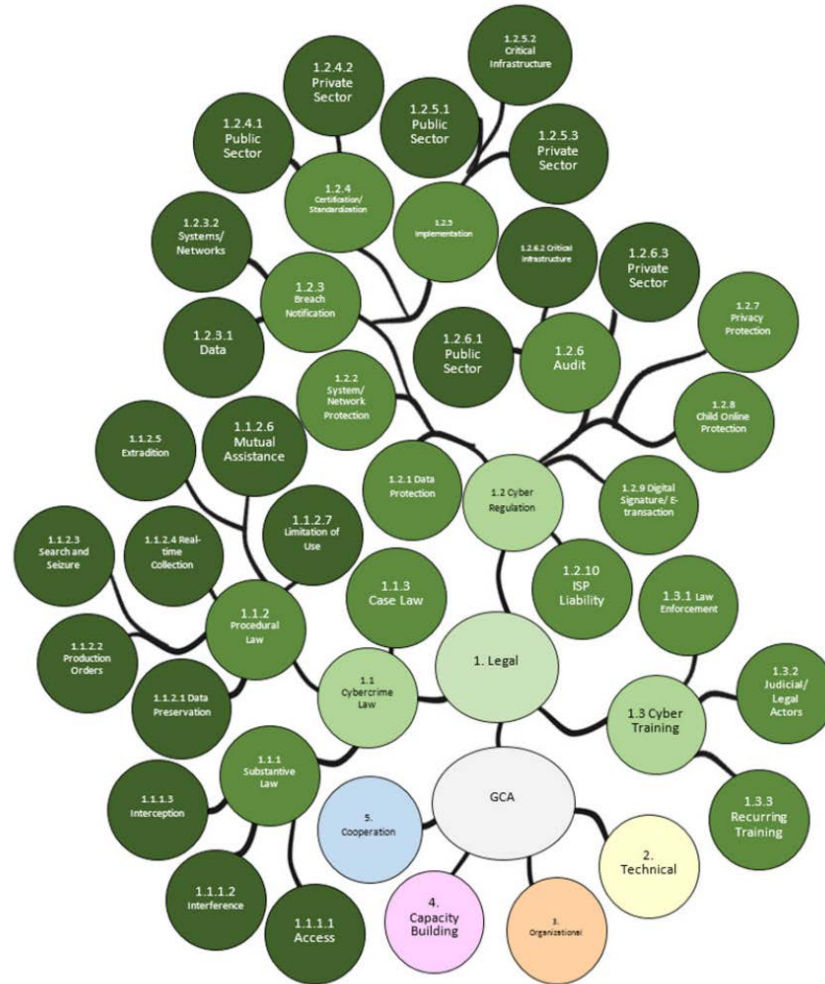 1.2.5.2
Critical
Infrastructure
1.2.4.2
Private
Sector
1.2.5.1
Public
Sector
1.2.4.1
Public
Sector
1.2.5.3
Private
Sector
1.2.4
Certification/
Standardization
1.2.5
Implementation
1.2.3.2
Systems/
Networks
1.2.6.2 Critical
Infrastructure
1.2.6.3
Private
Sector
1.2.3
Breach
Notification
1.2.7
Privacy
Protection
1.2.3.1
Data
1.2.6.1
Public
Sector
1.2.6
Audit
1.2.2
System/
Network
Protection
1.2.8
Child Online
Protection
1.1.2.6
Mutual
Assistance
1.1.2.5
Extradition
1.2.1 Data
Protection
1.2 Cyber
Regulation
1.2.9 Digital
Signature/ E-
transaction
1.1.2.7
Limitation of
Use
1.1.2.3
Search and
Seizure
1.1.2.4 Real-
time
Collection
1.1.3
Case Law
1.2.10
ISP
Liability
1.3.1 Law
Enforcement
1.1.2
Procedural
Law
1.1.2.2
Production
Orders
1. Legal
1.1.2.1 Data
Preservation
1.1
Cybercrime
Law
1.3 Cyber
Training
1.3.2
Judicial/
Legal
Actors
1.1.1
Substantive
Law
GCA
1.1.1.3
Interception
5.
Cooperation
1.3.3
Recurring
Training
2.
Technical
1.1.1.2
Interference
4.
Capacity
Building
3.
Organizational
1.1.1.1
Access